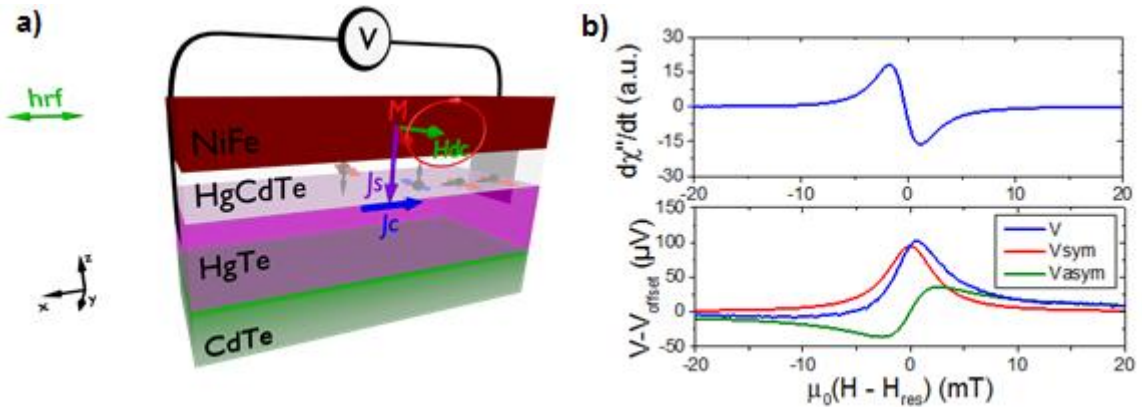 a)
V
hrf
M
Hdc
NiFe
HgCdTe
Js
Jc
HgTe
CdTe
z
x
y
b)
dχ"/dt (a.u.)
30
15
0
-15
-30
-20
-10
0
10
20
V-Voffset (µV)
150
100
50
0
-50
V
Vsym
Vasym
-20
-10
0
10
20
µ0(H - Hres) (mT)